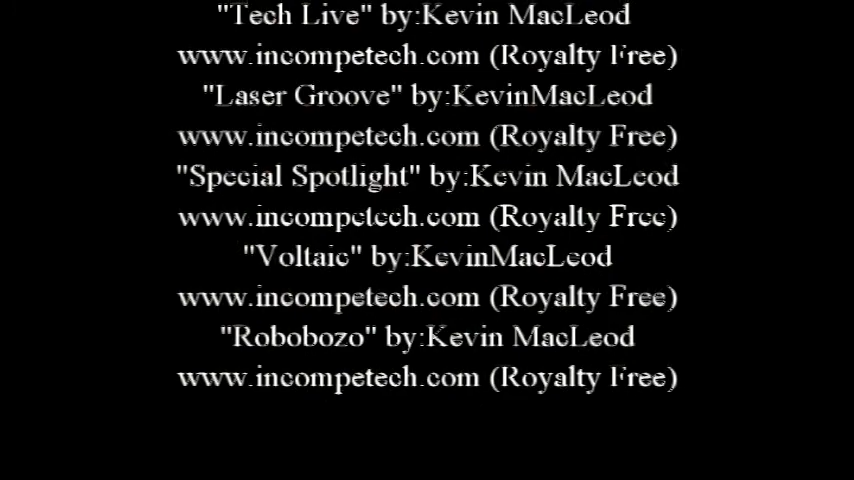 "Tech Live" by:Kevin MacLeod
www.incompetech.com (Royalty Free)
"Laser Groove" by:KevinMacLeod
www.incompetech.com (Royalty Free)
"Special Spotlight" by:Kevin MacLeod
www.incompetech.com (Royalty Free)
"Voltaic" by:KevinMacLeod
www.incompetech.com (Royalty Free)
"Robobozo" by:Kevin MacLeod
www.incompetech.com (Royalty Free)